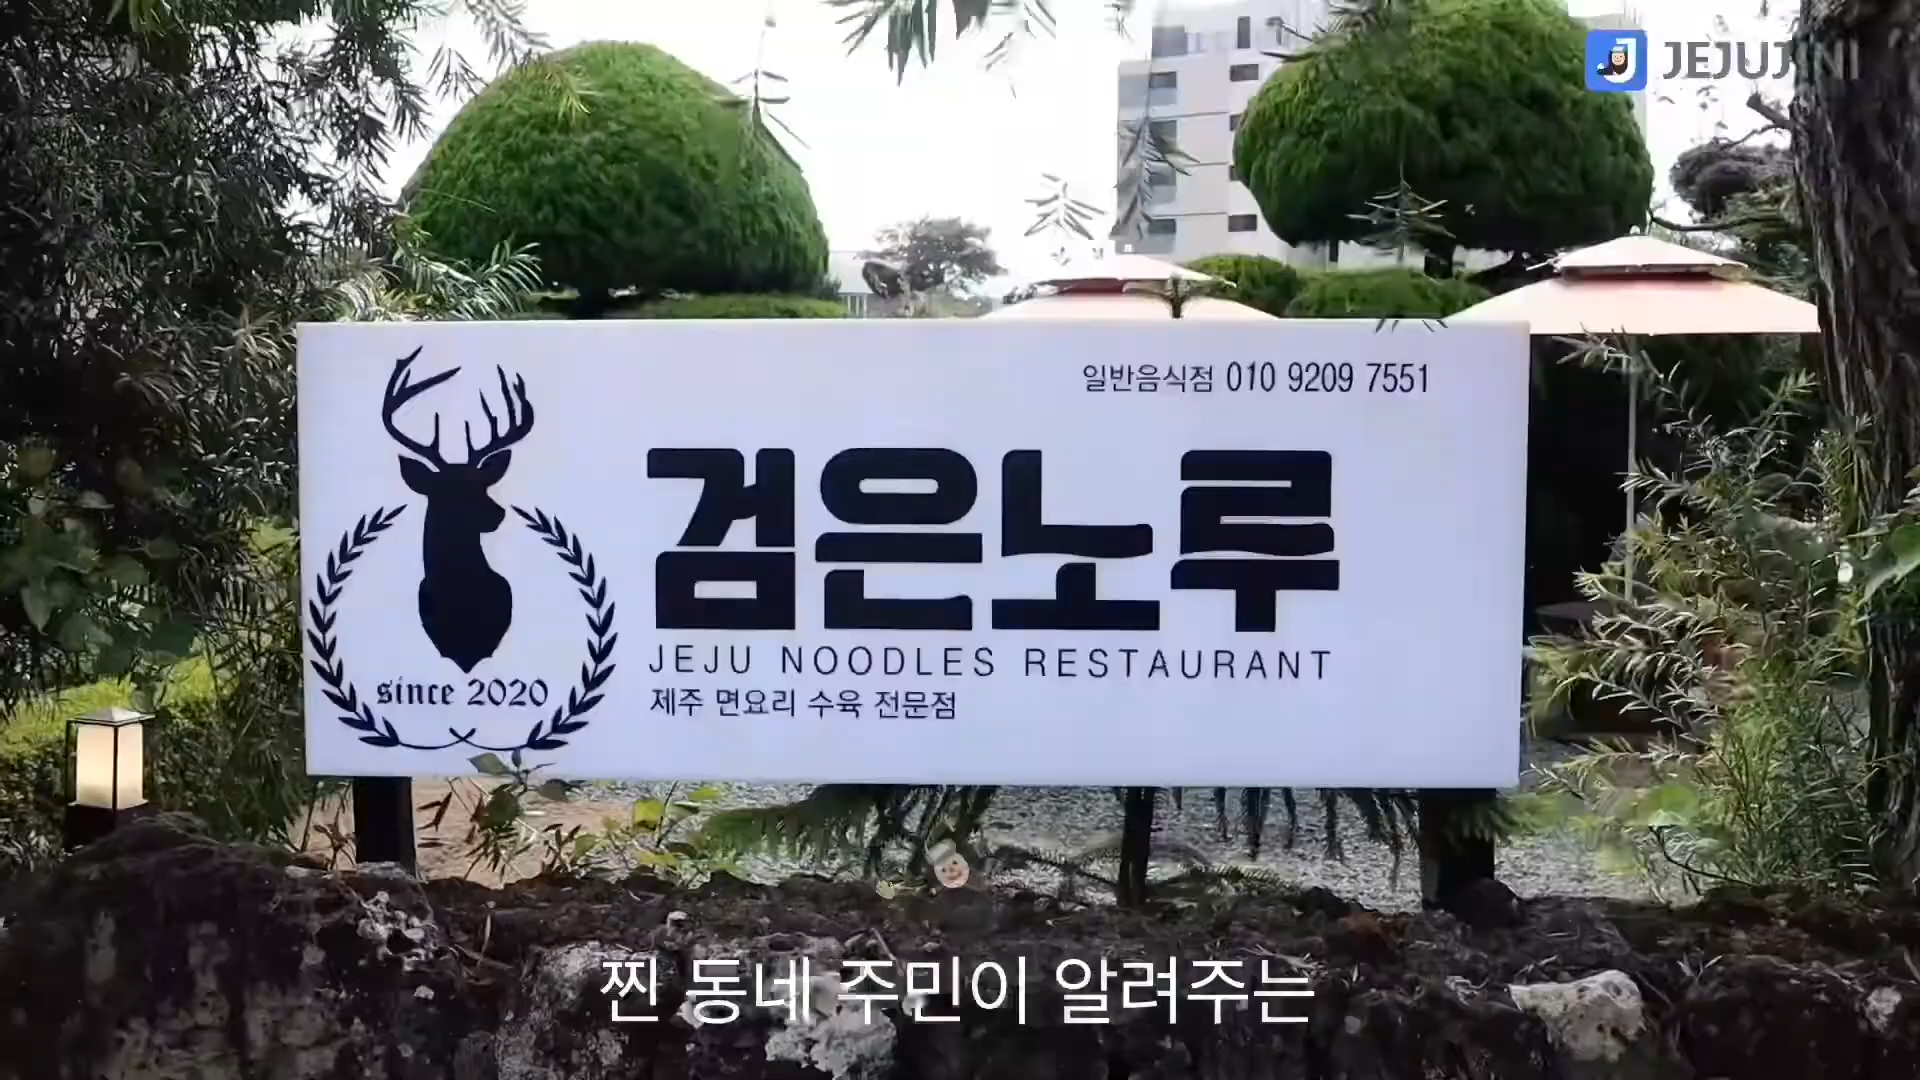 JEJUJINI
일반음식점 010 9209 7551
검은노루
JEJU NOODLES RESTAURANT
제주 면요리 수육 전문점
since 2020
찐 동네 주민이 알려주는